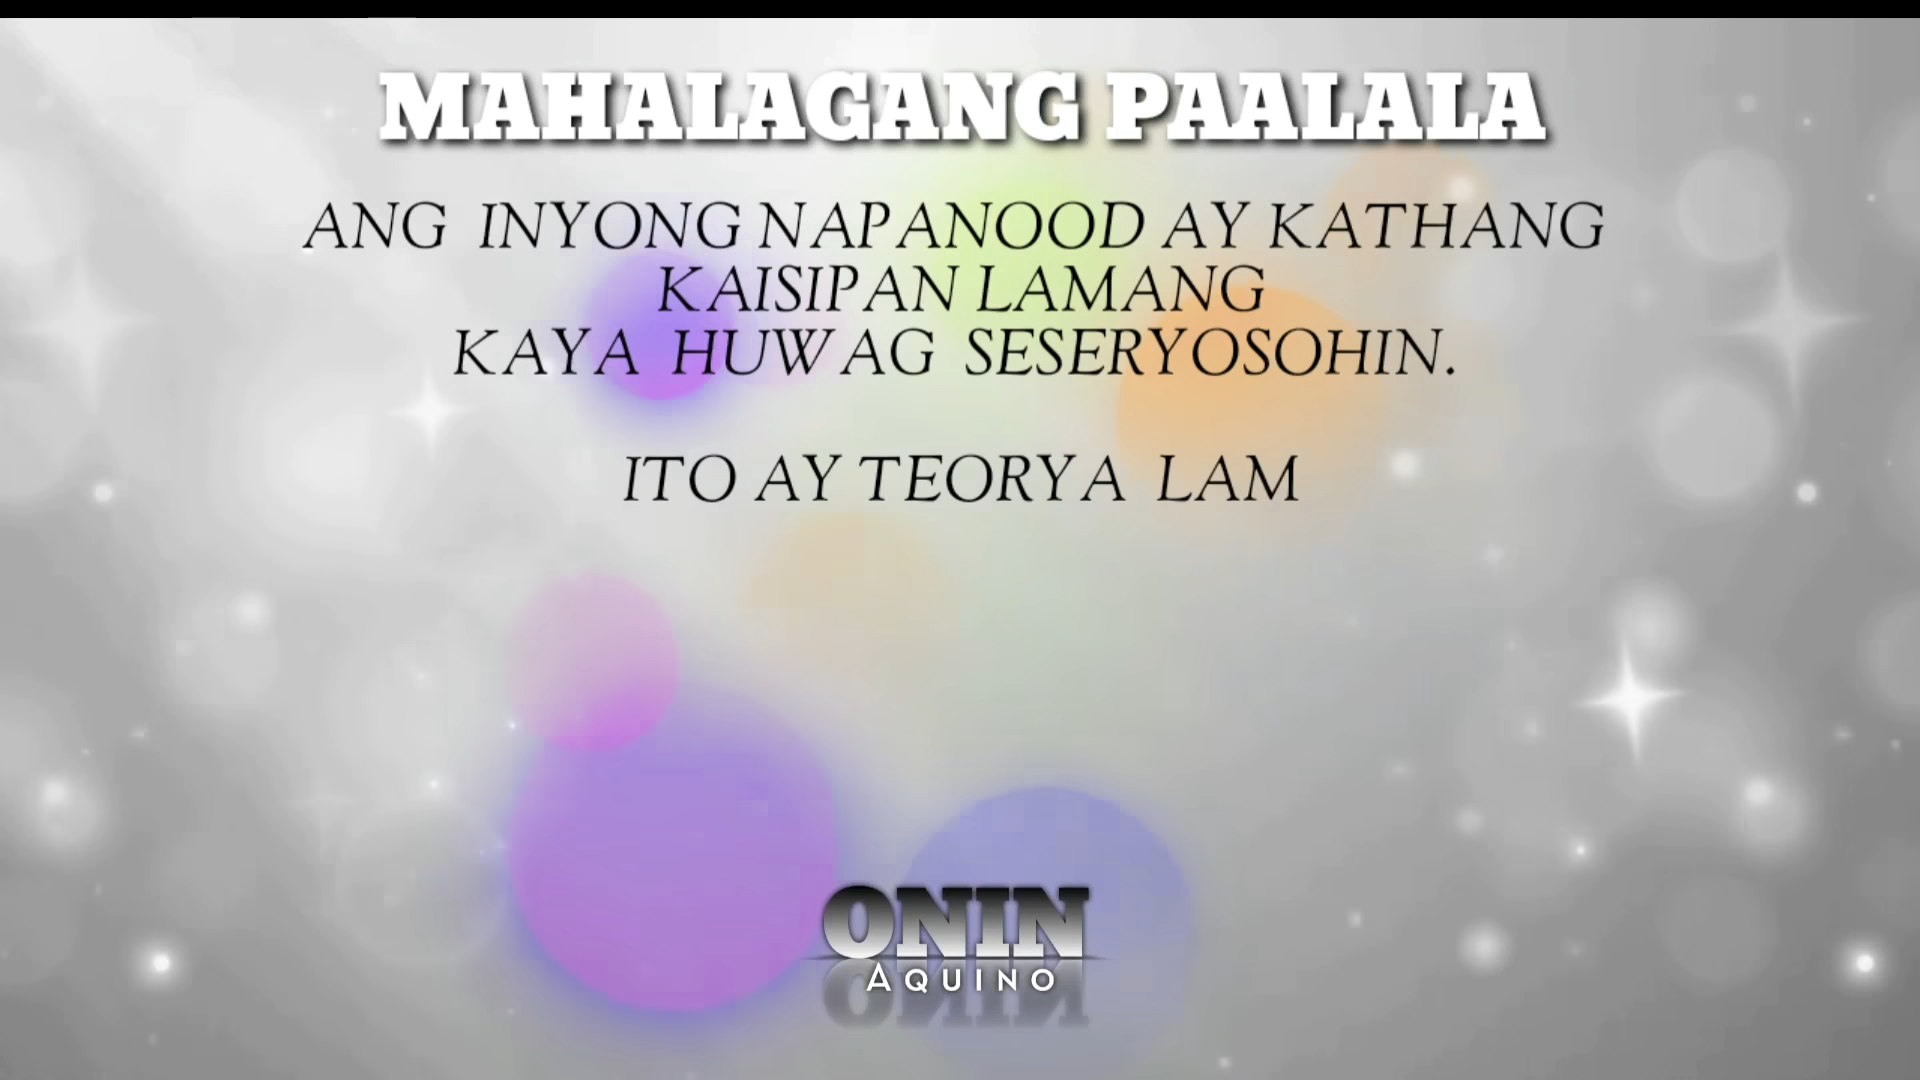 MAHALAGANG PAALALA
ANG INYONG NAPANOOD AY KATHANG
KAISIPAN LAMANG
KAYA HUWAG SESERYOSOHIN.
ITO AY TEORYA LAM
ONIN
AQUINO